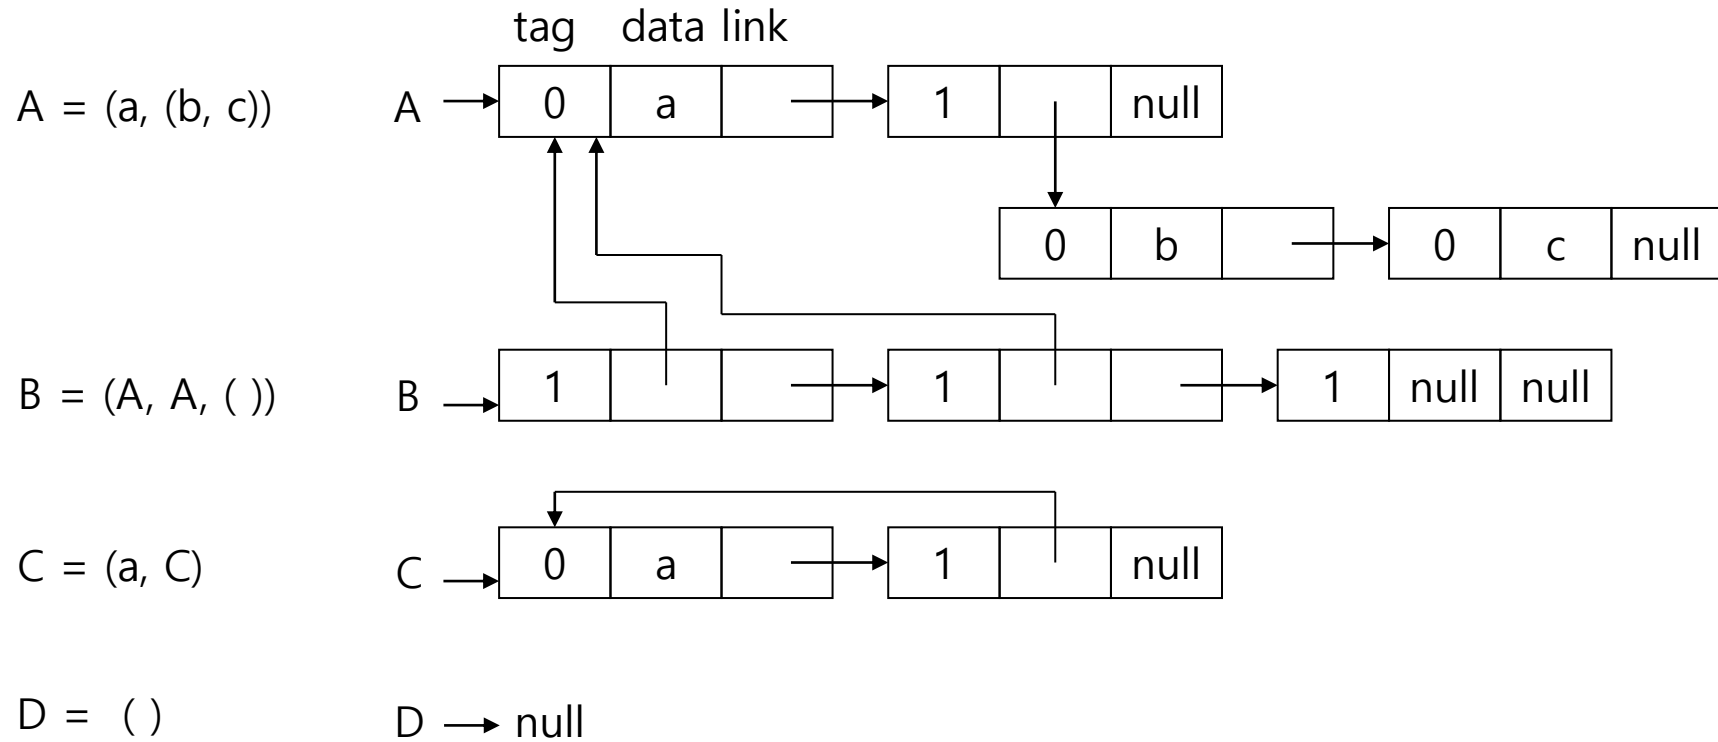 tag data link
A = (a, (b, c)) A 0 a 1 null
0 b 0 c null
B = (A, A, ( )) B 1 1 1 null null
C = (a, C) C 0 a 1 null
D = ( ) D null